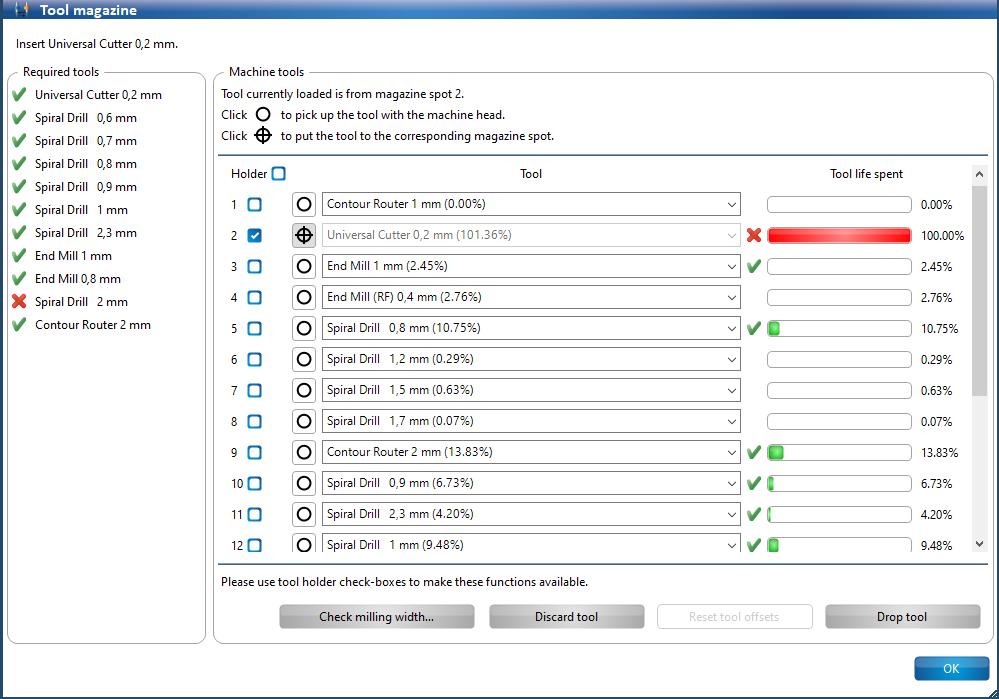 Tool magazine
Insert Universal Cutter 0,2 mm.
Required tools
Universal Cutter 0,2 mm
Spiral Drill 0,6 mm
Spiral Drill 0,7 mm
Spiral Drill 0,8 mm
Spiral Drill 0,9 mm
Spiral Drill 1 mm
Spiral Drill 2,3 mm
End Mill 1 mm
End Mill 0,8 mm
Spiral Drill 2 mm
Contour Router 2 mm
Machine tools
Tool currently loaded is from magazine spot 2.
Click to pick up the tool with the machine head.
Click to put the tool to the corresponding magazine spot.
Holder Tool Tool life spent
1 Contour Router 1 mm (0.00%) 0.00%
2 Universal Cutter 0,2 mm (101.36%) 100.00%
3 End Mill 1 mm (2.45%) 2.45%
4 End Mill (RF) 0,4 mm (2.76%) 2.76%
5 Spiral Drill 0,8 mm (10.75%) 10.75%
6 Spiral Drill 1,2 mm (0.29%) 0.29%
7 Spiral Drill 1,5 mm (0.63%) 0.63%
8 Spiral Drill 1,7 mm (0.07%) 0.07%
9 Contour Router 2 mm (13.83%) 13.83%
10 Spiral Drill 0,9 mm (6.73%) 6.73%
11 Spiral Drill 2,3 mm (4.20%) 4.20%
12 Spiral Drill 1 mm (9.48%) 9.48%
Please use tool holder check-boxes to make these functions available.
Check milling width... Discard tool Reset tool offsets Drop tool
OK